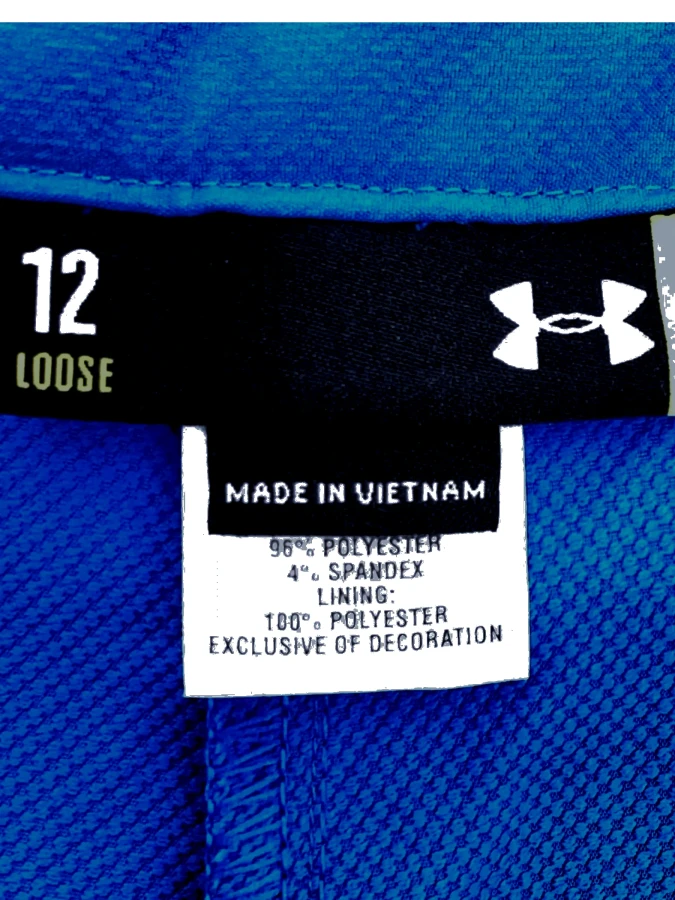 12
LOOSE
MADE IN VIETNAM
96% POLYESTER
4% SPANDEX
LINING:
100% POLYESTER
EXCLUSIVE OF DECORATION